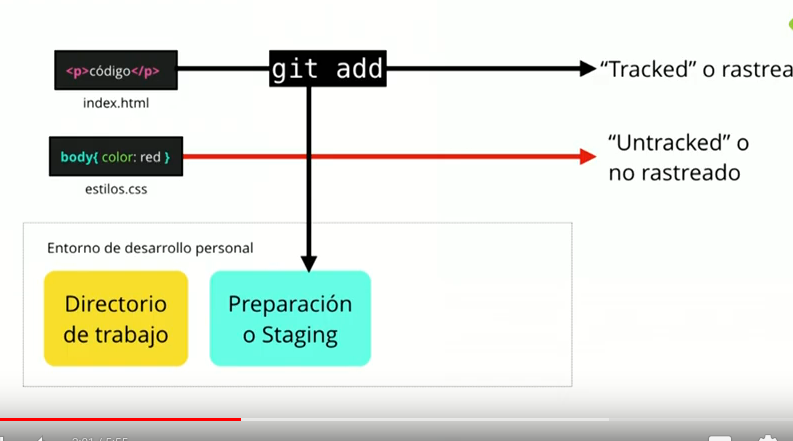 <p>código</p>
git add
“Tracked” o rastrea
index.html
body{ color: red }
“Untracked” o
no rastreado
estilos.css
Entorno de desarrollo personal
Directorio
de trabajo
Preparación
o Staging